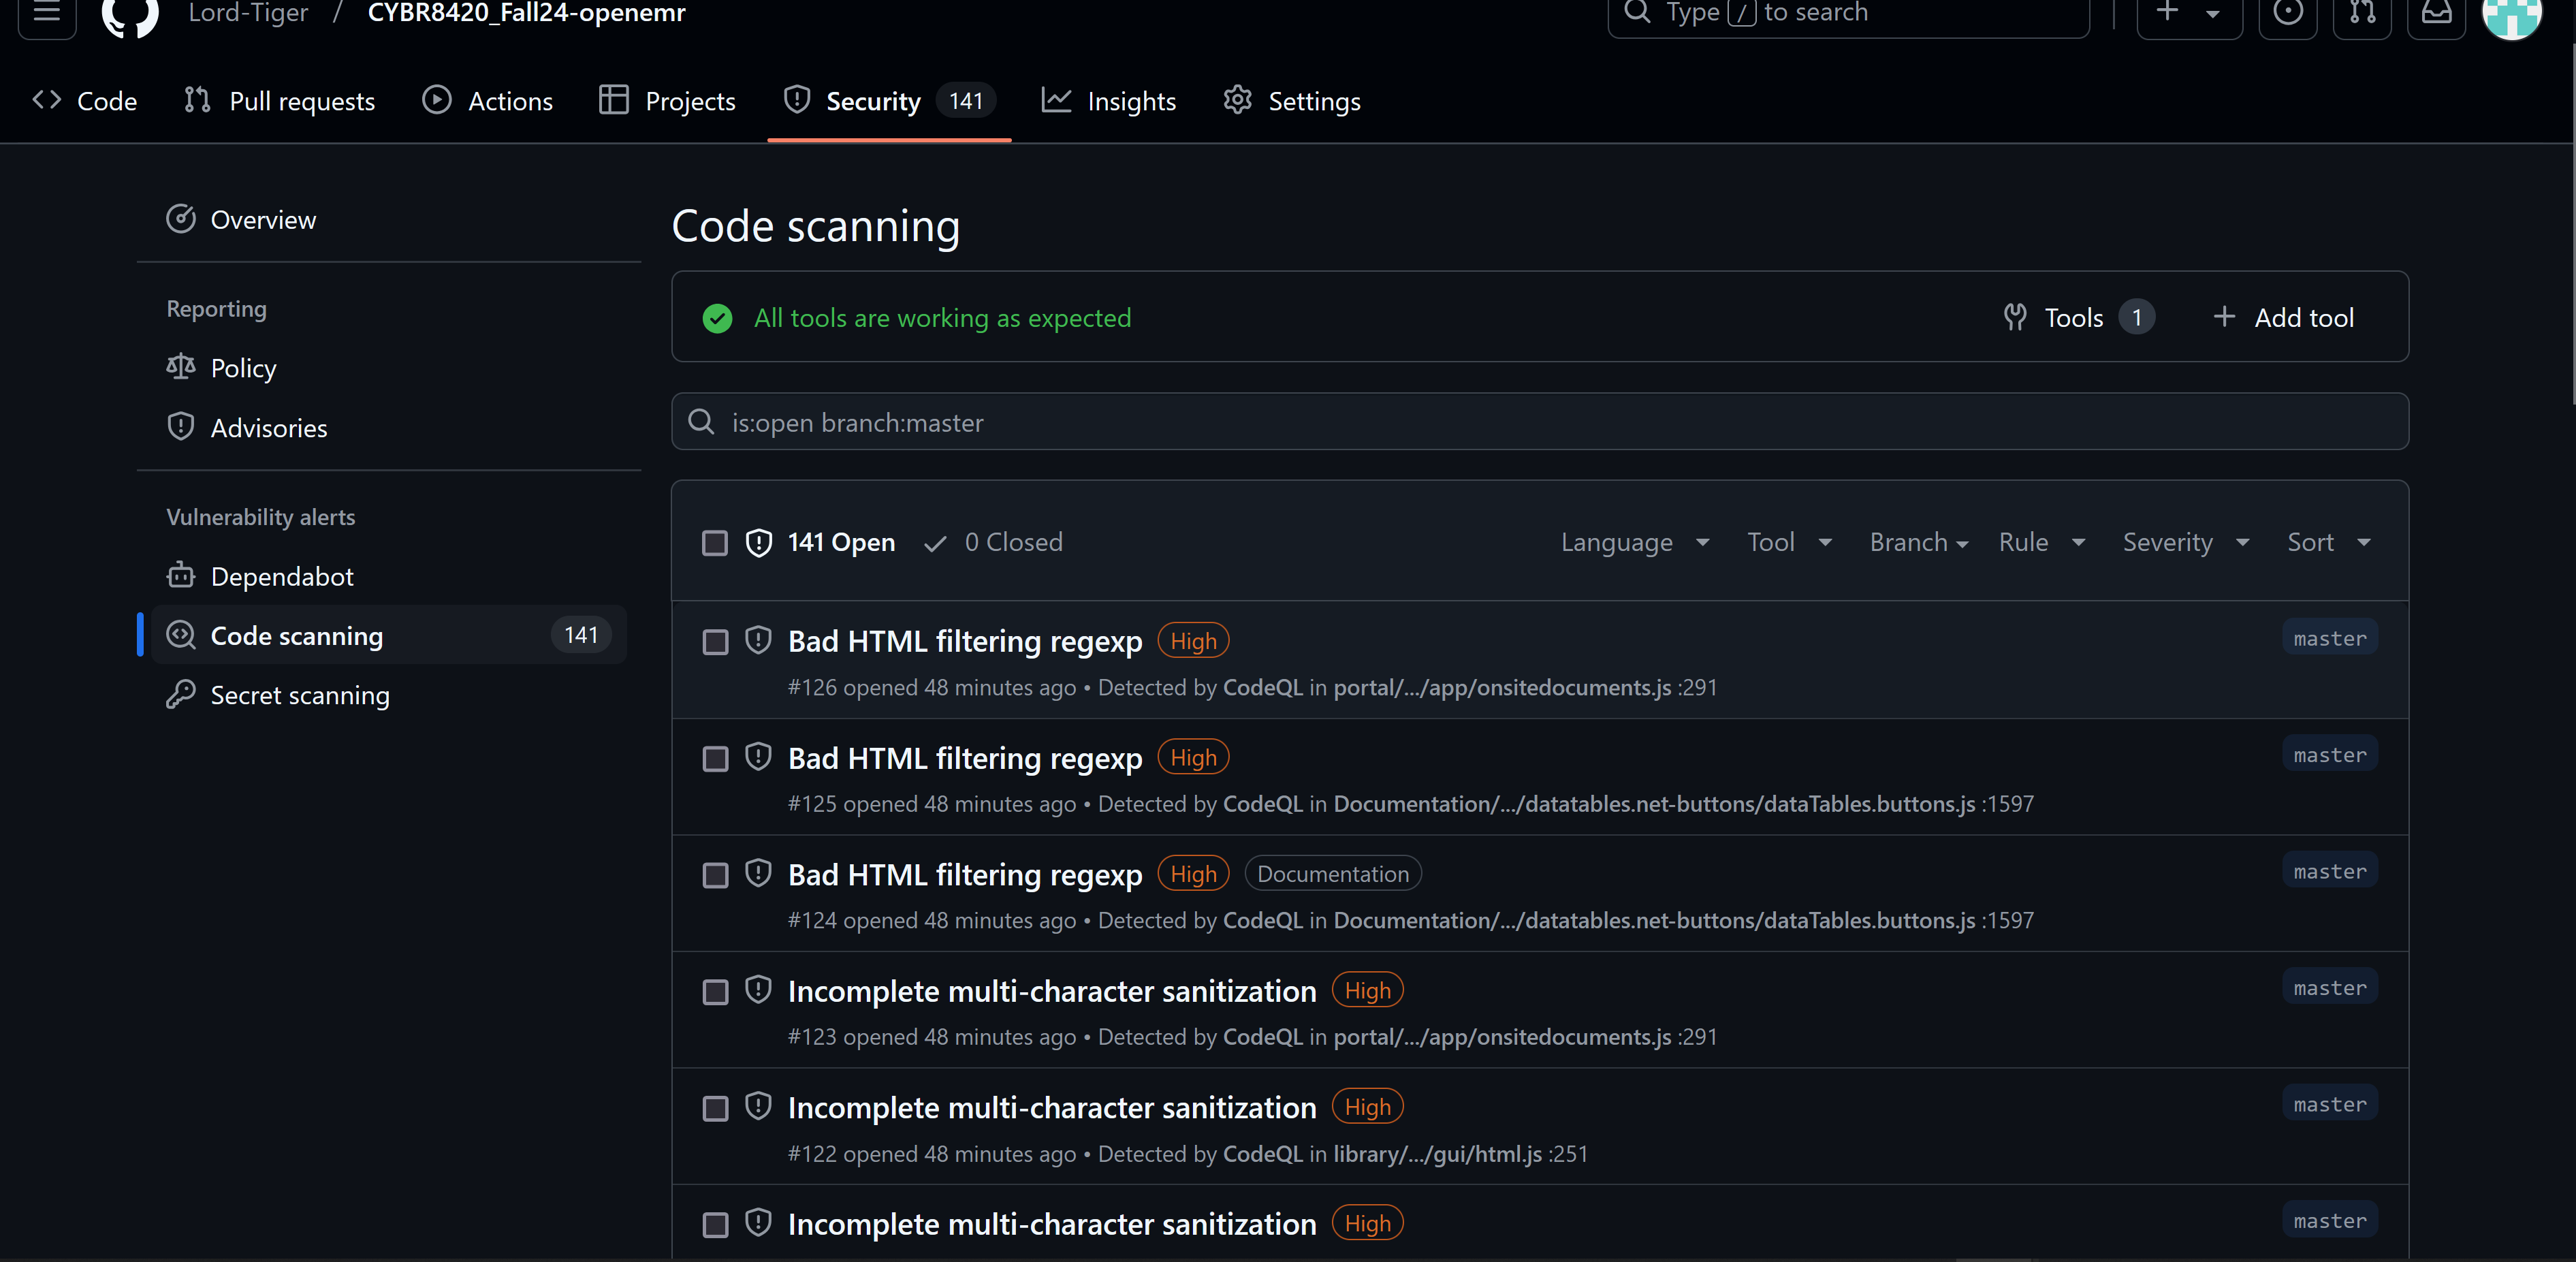 Lord-Tiger / CYBR8420_Fall24-openemr
Type / to search
Code Pull requests Actions Projects Security 141 Insights Settings
Overview
Reporting
Policy
Advisories
Vulnerability alerts
Dependabot
Code scanning 141
Secret scanning
Code scanning
All tools are working as expected
Tools 1 Add tool
is:open branch:master
141 Open 0 Closed Language Tool Branch Rule Severity Sort
Bad HTML filtering regexp High master
#126 opened 48 minutes ago • Detected by CodeQL in portal/.../app/onsitedocuments.js :291
Bad HTML filtering regexp High master
#125 opened 48 minutes ago • Detected by CodeQL in Documentation/.../datatables.net-buttons/dataTables.buttons.js :1597
Bad HTML filtering regexp High Documentation master
#124 opened 48 minutes ago • Detected by CodeQL in Documentation/.../datatables.net-buttons/dataTables.buttons.js :1597
Incomplete multi-character sanitization High master
#123 opened 48 minutes ago • Detected by CodeQL in portal/.../app/onsitedocuments.js :291
Incomplete multi-character sanitization High master
#122 opened 48 minutes ago • Detected by CodeQL in library/.../gui/html.js :251
Incomplete multi-character sanitization High master